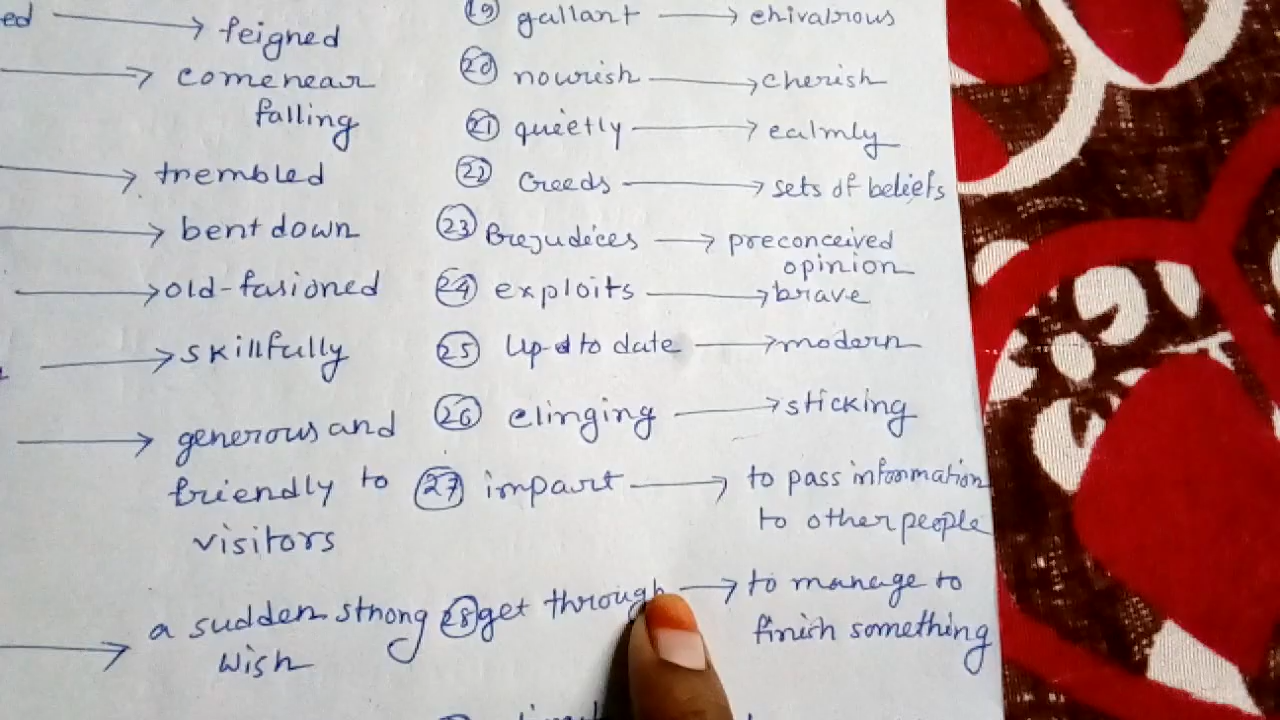 ed → feigned
→ come near
falling
→ trembled
→ bent down
→ old-fasioned
→ skillfully
→ generous and
friendly to
visitors
→ a sudden strong
wish
19 gallant → chivalrous
20 nourish → cherish
21 quietly → calmly
22 Creeds → sets of beliefs
23 Prejudices → preconceived
opinion
24 exploits → brave
25 Up to date → modern
26 clinging → sticking
27 impart → to pass information
to other people
28 get through → to manage to
finish something